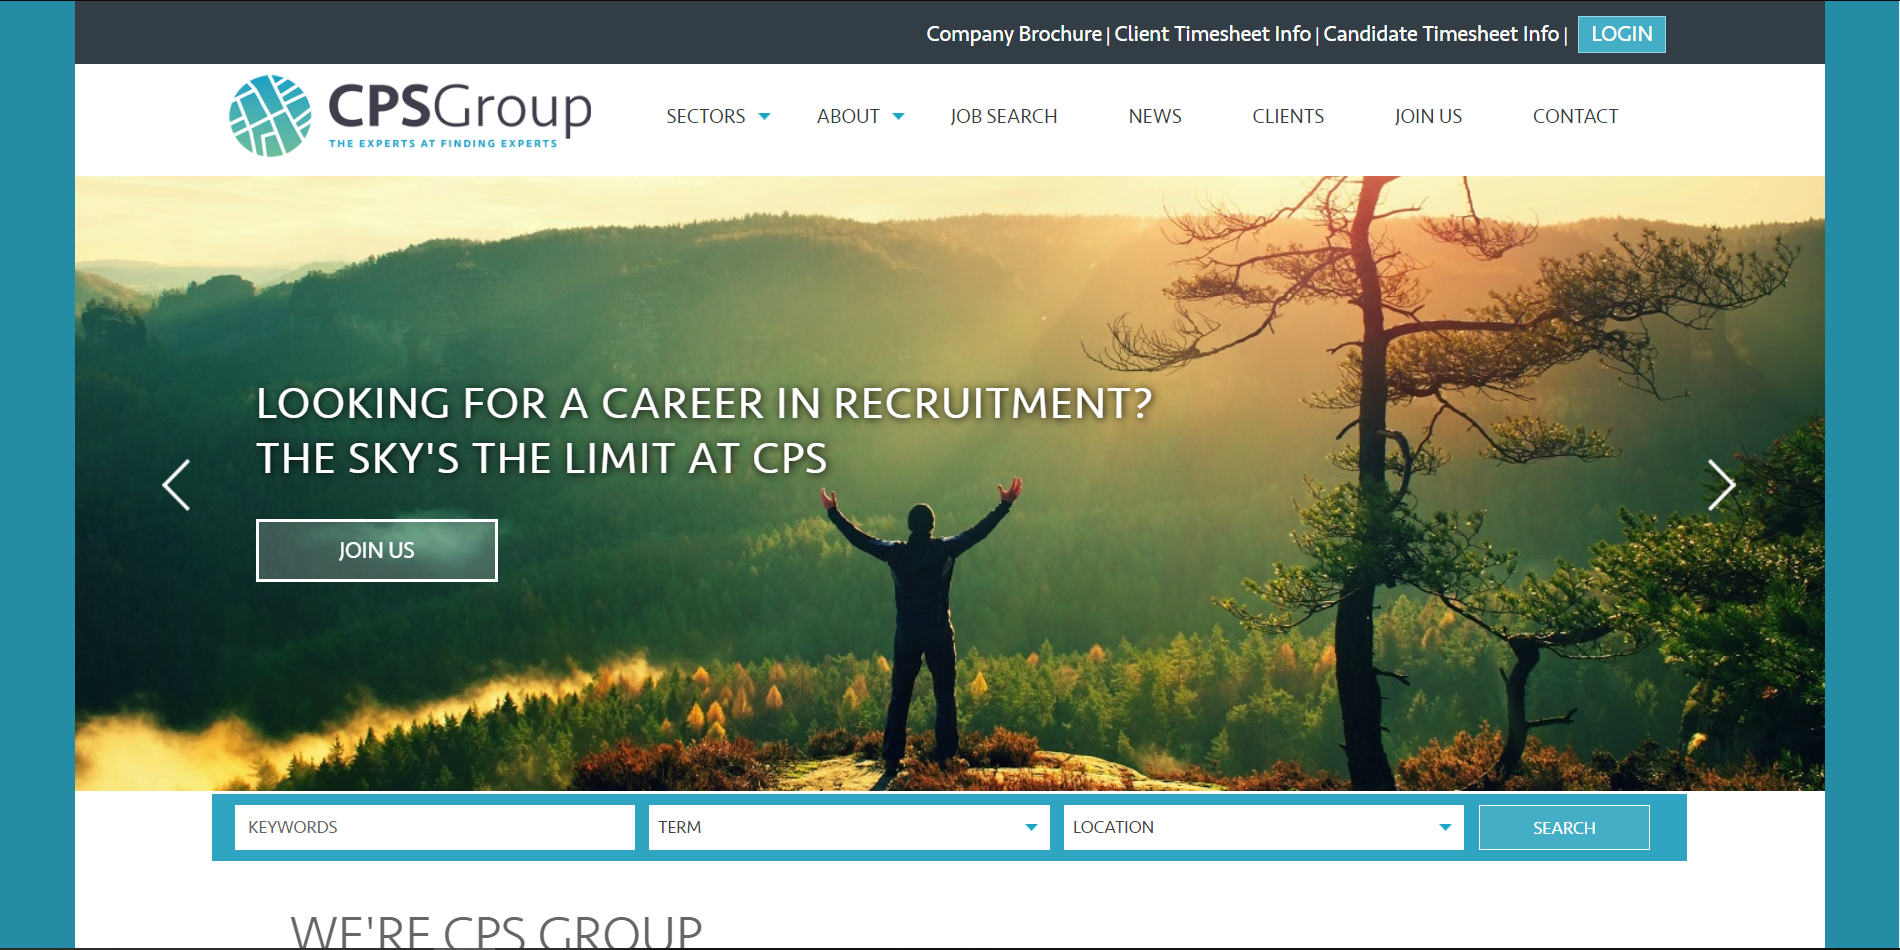 Company Brochure | Client Timesheet Info | Candidate Timesheet Info | LOGIN
CPSGroup
THE EXPERTS AT FINDING EXPERTS
SECTORS ABOUT JOB SEARCH NEWS CLIENTS JOIN US CONTACT
LOOKING FOR A CAREER IN RECRUITMENT?
THE SKY'S THE LIMIT AT CPS
JOIN US
KEYWORDS TERM LOCATION SEARCH
WE'RE CPS GROUP